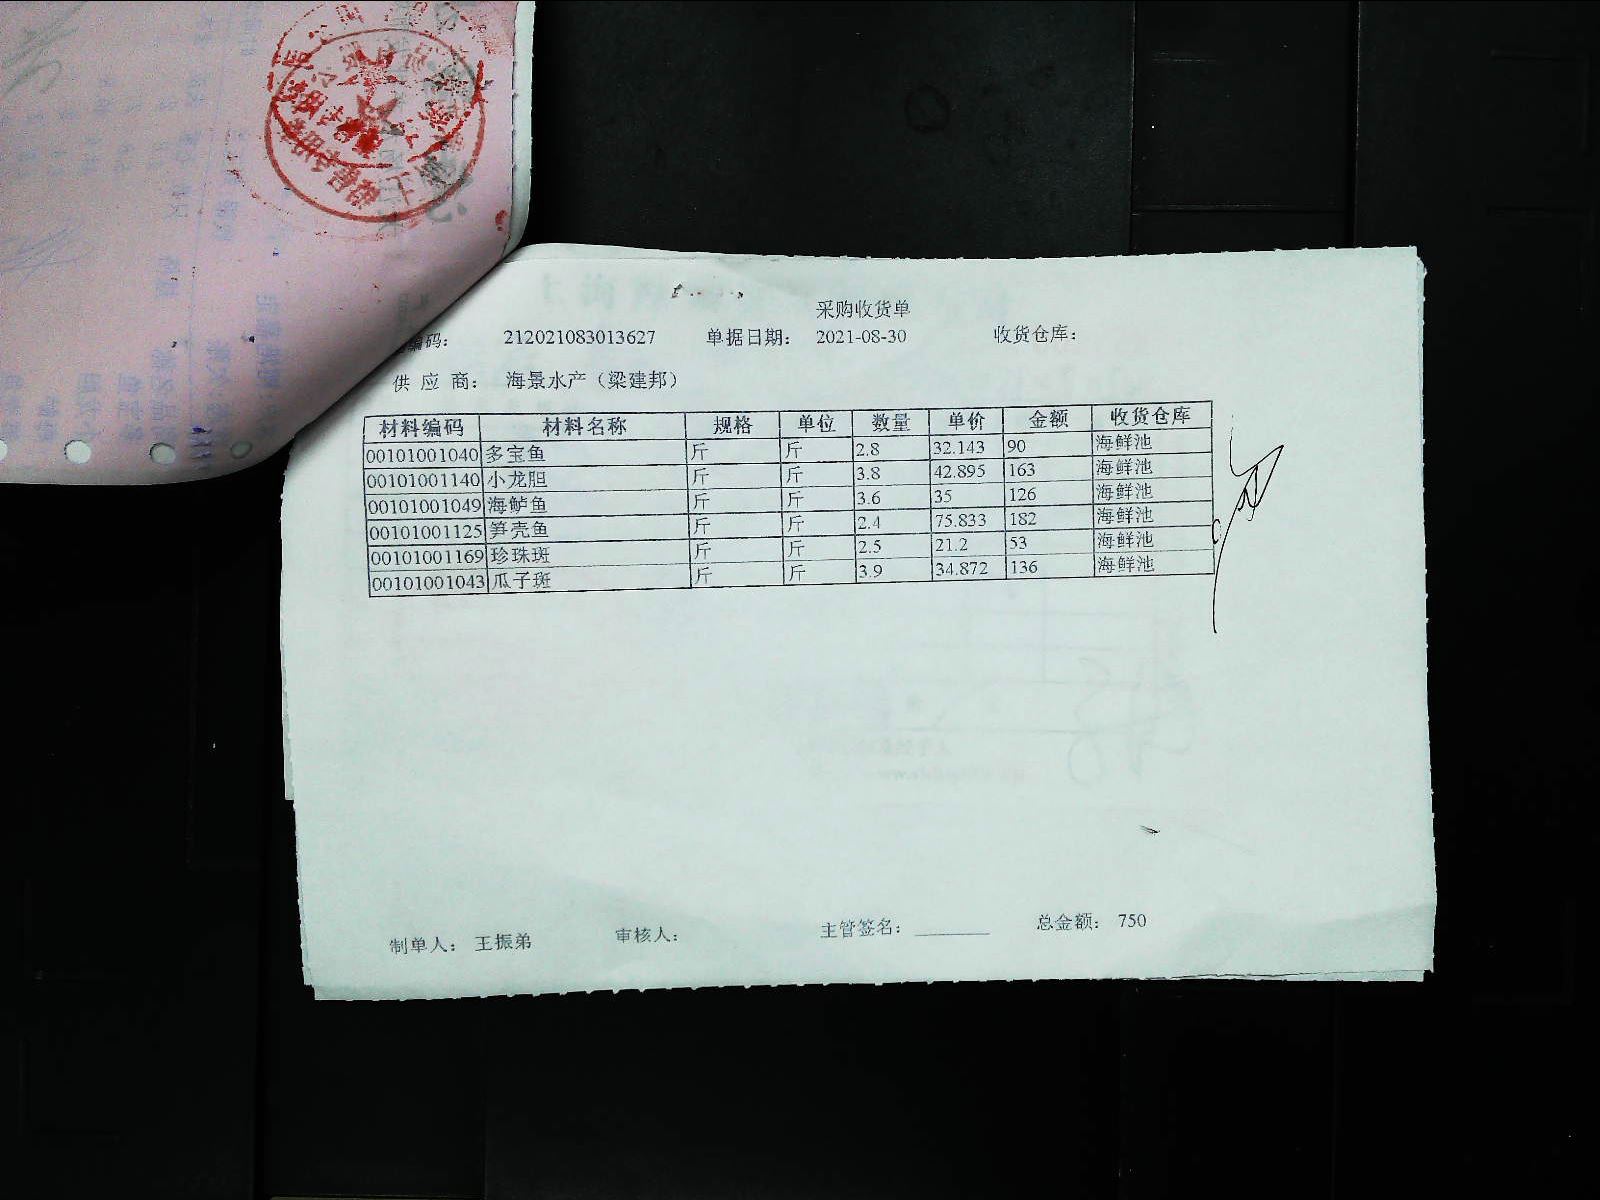 采购收货单
编码： 212021083013627 单据日期： 2021-08-30 收货仓库：
供 应 商： 海景水产（梁建邦）
材料编码 材料名称 规格 单位 数量 单价 金额 收货仓库
00101001040 多宝鱼 斤 斤 2.8 32.143 90 海鲜池
00101001140 小龙胆 斤 斤 3.8 42.895 163 海鲜池
00101001049 海鲈鱼 斤 斤 3.6 35 126 海鲜池
00101001125 笋壳鱼 斤 斤 2.4 75.833 182 海鲜池
00101001169 珍珠斑 斤 斤 2.5 21.2 53 海鲜池
00101001043 瓜子斑 斤 斤 3.9 34.872 136 海鲜池
制单人： 王振弟 审核人： 主管签名： 总金额： 750